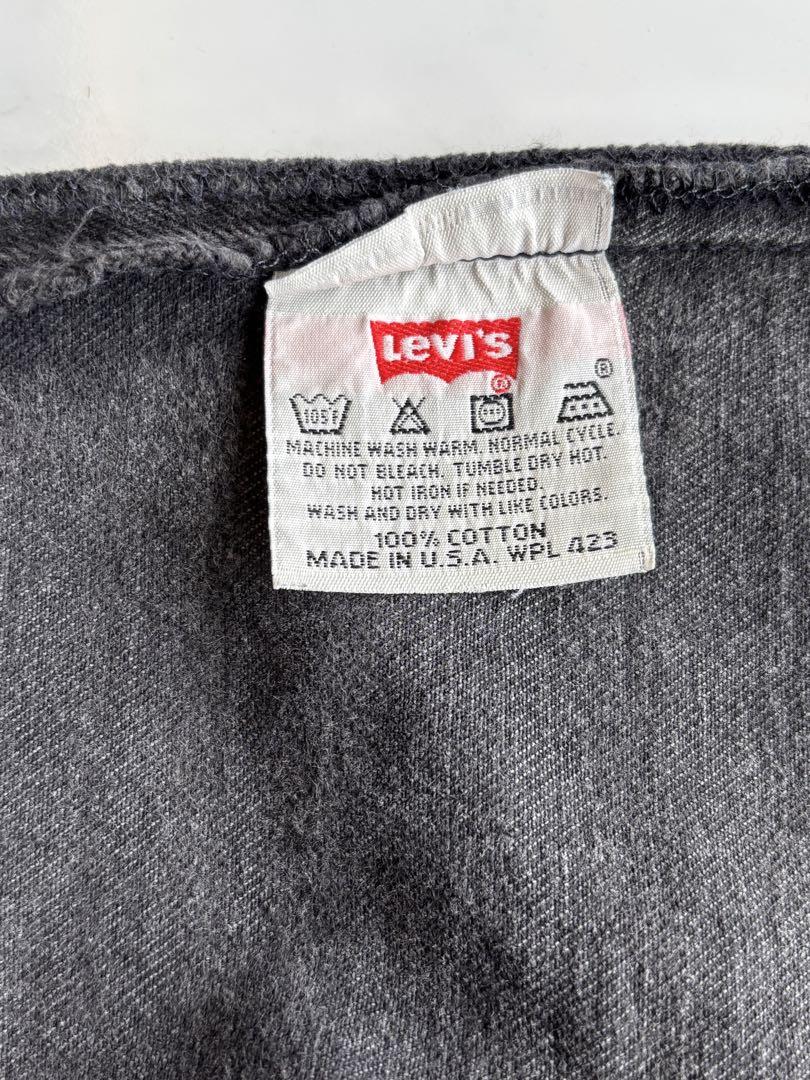 Levi's
®
®
105°F
MACHINE WASH WARM, NORMAL CYCLE.
DO NOT BLEACH. TUMBLE DRY HOT.
HOT IRON IF NEEDED.
WASH AND DRY WITH LIKE COLORS.
100% COTTON
MADE IN U.S.A. WPL 423